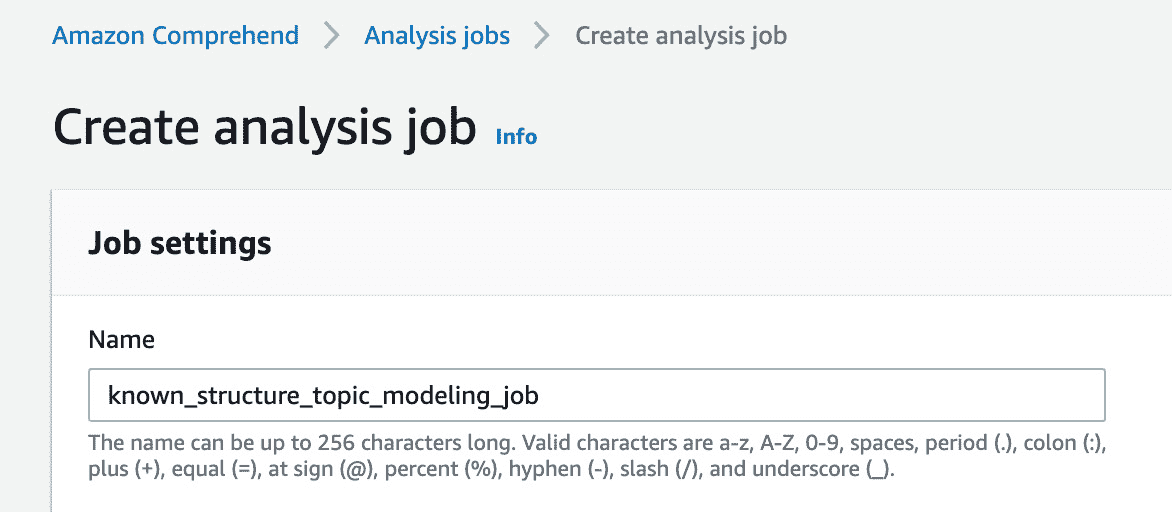 Amazon Comprehend > Analysis jobs > Create analysis job
Create analysis job Info
Job settings
Name
known_structure_topic_modeling_job
The name can be up to 256 characters long. Valid characters are a-z, A-Z, 0-9, spaces, period (.), colon (:),
plus (+), equal (=), at sign (@), percent (%), hyphen (-), slash (/), and underscore (_).